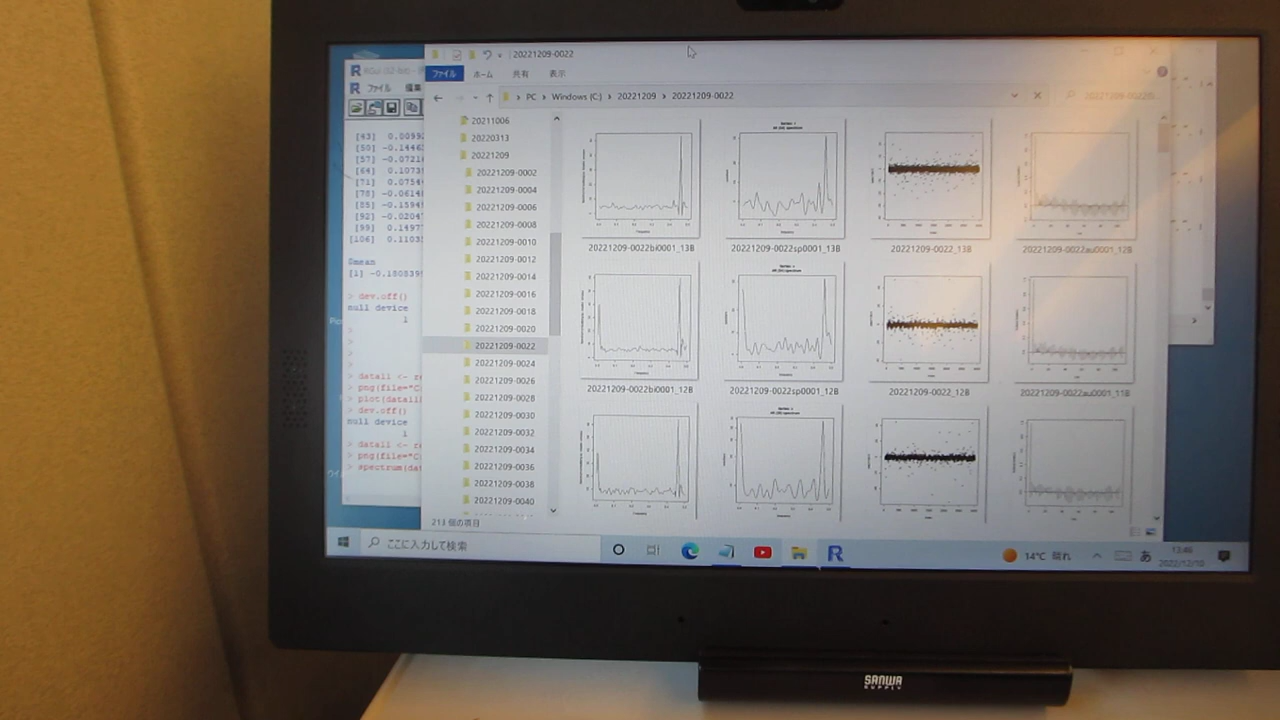 20221209-0022
ファイル ホーム 共有 表示
PC > Windows (C:) > 20221209 > 20221209-0022
ファイル 編集
20211006
20220313
20221209
20221209-0002
20221209-0004
20221209-0006
20221209-0008
20221209-0010
20221209-0012
20221209-0014
20221209-0016
20221209-0018
20221209-0020
20221209-0022
20221209-0024
20221209-0026
20221209-0028
20221209-0030
20221209-0032
20221209-0034
20221209-0036
20221209-0038
20221209-0040
213 個の項目
[43] 0.0099
[50] -0.1446
[57] -0.0721
[64] 0.1073
[71] 0.0754
[78] -0.0614
[85] -0.1594
[92] -0.0204
[99] 0.1497
[106] 0.1103
$mean
> dev.off()
null device
1
>
>
>
> data11 <- r
> png(file="C
> plot(data11
> dev.off()
null device
1
> data11 <- r
> png(file="C
> spectrum(da
20221209-0022bi0001_13B 20221209-0022sp0001_13B 20221209-0022_13B 20221209-0022au0001_12B
20221209-0022bi0001_12B 20221209-0022sp0001_12B 20221209-0022_12B 20221209-0022au0001_11B
ここに入力して検索
14°C 晴れ
あ
13:46
2022/12/10
SANWA
SUPPLY